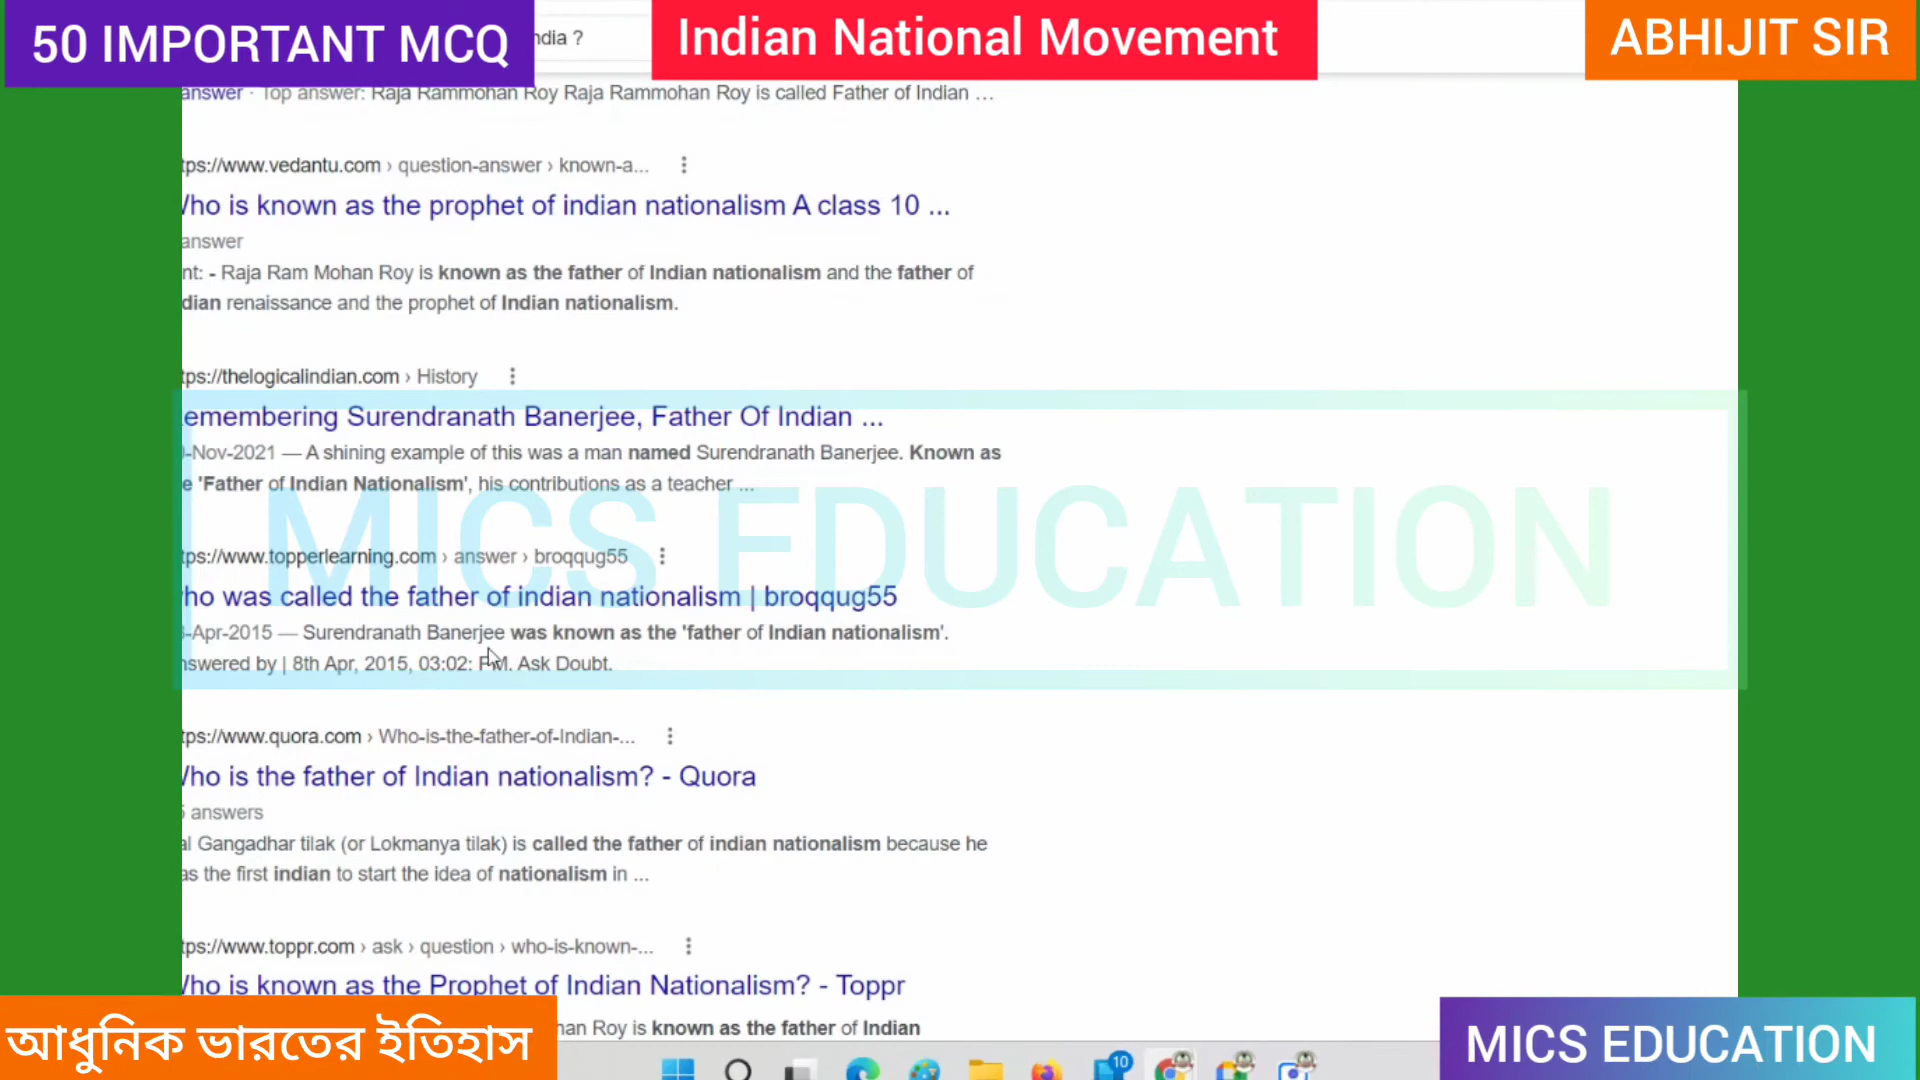 50 IMPORTANT MCQ
ndia ?
Indian National Movement
ABHIJIT SIR
answer · Top answer: Raja Rammohan Roy Raja Rammohan Roy is called Father of Indian ...
tps://www.vedantu.com › question-answer › known-a...
Who is known as the prophet of indian nationalism A class 10 ...
answer
nt: - Raja Ram Mohan Roy is known as the father of Indian nationalism and the father of
dian renaissance and the prophet of Indian nationalism.
tps://thelogicalindian.com › History
emembering Surendranath Banerjee, Father Of Indian ...
-Nov-2021 — A shining example of this was a man named Surendranath Banerjee. Known as
e 'Father of Indian Nationalism', his contributions as a teacher ...
MICS EDUCATION
tps://www.topperlearning.com › answer › broqqug55
ho was called the father of indian nationalism | broqqug55
-Apr-2015 — Surendranath Banerjee was known as the 'father of Indian nationalism'.
nswered by | 8th Apr, 2015, 03:02: PM. Ask Doubt.
tps://www.quora.com › Who-is-the-father-of-Indian-...
Who is the father of Indian nationalism? - Quora
answers
al Gangadhar tilak (or Lokmanya tilak) is called the father of indian nationalism because he
as the first indian to start the idea of nationalism in ...
tps://www.toppr.com › ask › question › who-is-known-...
Who is known as the Prophet of Indian Nationalism? - Toppr
an Roy is known as the father of Indian
আধুনিক ভারতের ইতিহাস
10
MICS EDUCATION